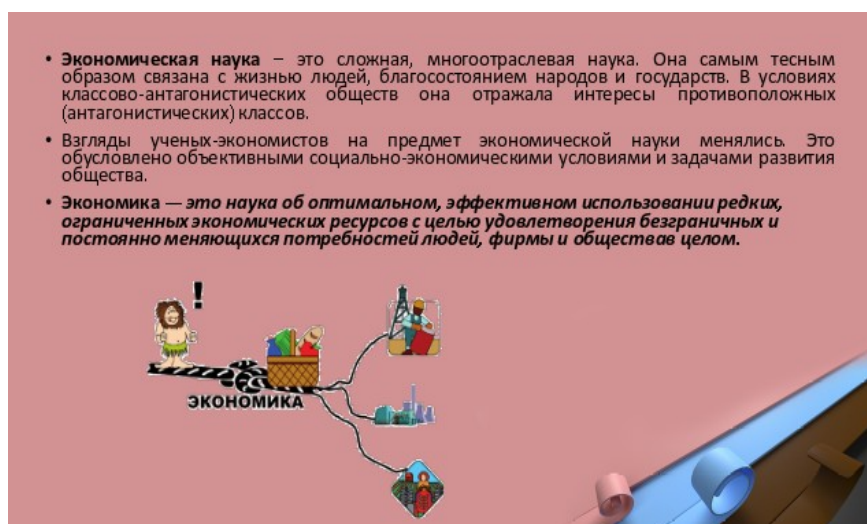 • Экономическая наука – это сложная, многоотраслевая наука. Она самым тесным
образом связана с жизнью людей, благосостоянием народов и государств. В условиях
классово-антагонистических обществ она отражала интересы противоположных
(антагонистических) классов.
• Взгляды ученых-экономистов на предмет экономической науки менялись. Это
обусловлено объективными социально-экономическими условиями и задачами развития
общества.
• Экономика — это наука об оптимальном, эффективном использовании редких,
ограниченных экономических ресурсов с целью удовлетворения безграничных и
постоянно меняющихся потребностей людей, фирмы и обществав целом.
!
ЭКОНОМИКА